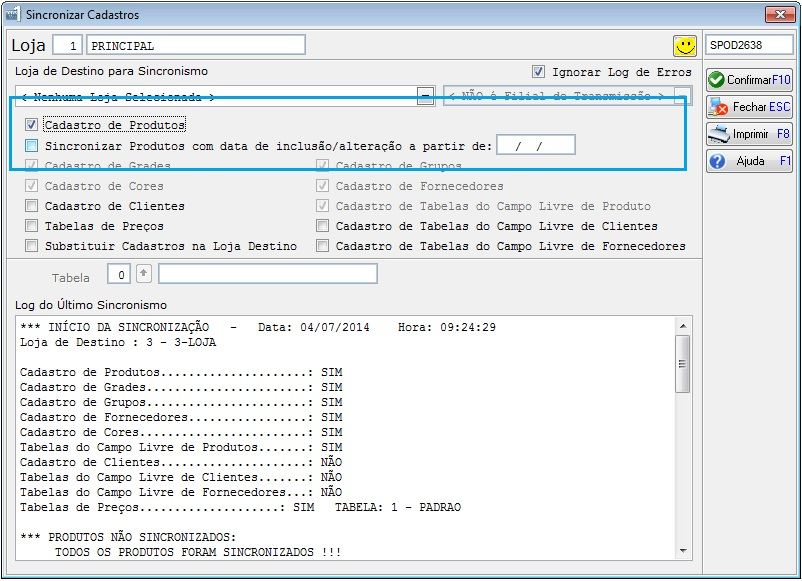 Sincronizar Cadastros
Loja 1 PRINCIPAL SPOD2638
Loja de Destino para Sincronismo Ignorar Log de Erros
< Nenhuma Loja Selecionada > < NÃO é Filial de Transmissão >
Confirmar F10
Fechar ESC
Imprimir F8
Ajuda F1
Cadastro de Produtos
Sincronizar Produtos com data de inclusão/alteração a partir de: / /
Cadastro de Grades Cadastro de Grupos
Cadastro de Cores Cadastro de Fornecedores
Cadastro de Clientes Cadastro de Tabelas do Campo Livre de Produto
Tabelas de Preços Cadastro de Tabelas do Campo Livre de Clientes
Substituir Cadastros na Loja Destino Cadastro de Tabelas do Campo Livre de Fornecedores
Tabela 0
Log do Último Sincronismo
*** INÍCIO DA SINCRONIZAÇÃO - Data: 04/07/2014 Hora: 09:24:29
Loja de Destino : 3 - 3-LOJA
Cadastro de Produtos.....................: SIM
Cadastro de Grades.......................: SIM
Cadastro de Grupos.......................: SIM
Cadastro de Fornecedores.................: SIM
Cadastro de Cores........................: SIM
Tabelas do Campo Livre de Produtos.......: SIM
Cadastro de Clientes.....................: NÃO
Tabelas do Campo Livre de Clientes.......: NÃO
Tabelas do Campo Livre de Fornecedores...: NÃO
Tabelas de Preços....................: SIM TABELA: 1 - PADRAO
*** PRODUTOS NÃO SINCRONIZADOS:
TODOS OS PRODUTOS FORAM SINCRONIZADOS !!!